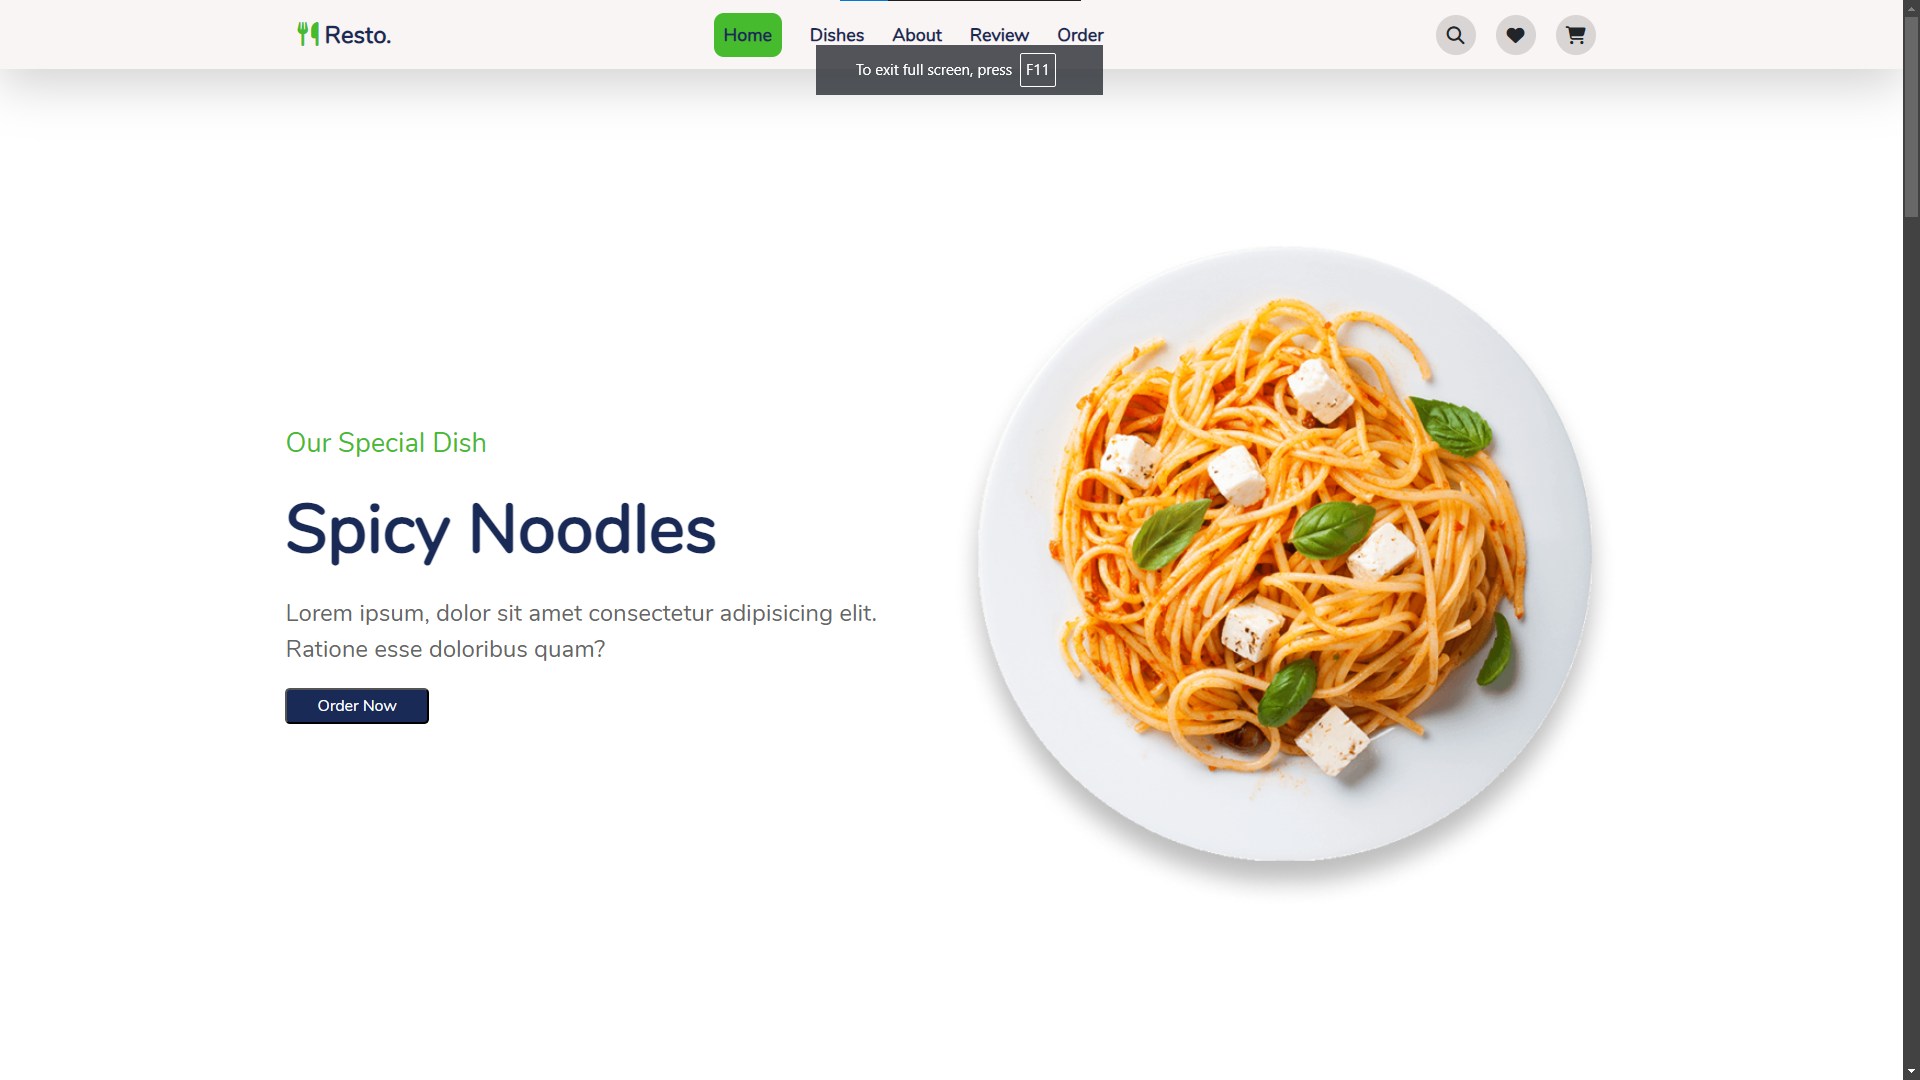 Resto.
Home Dishes About Review Order
To exit full screen, press F11
Our Special Dish
Spicy Noodles
Lorem ipsum, dolor sit amet consectetur adipisicing elit.
Ratione esse doloribus quam?
Order Now